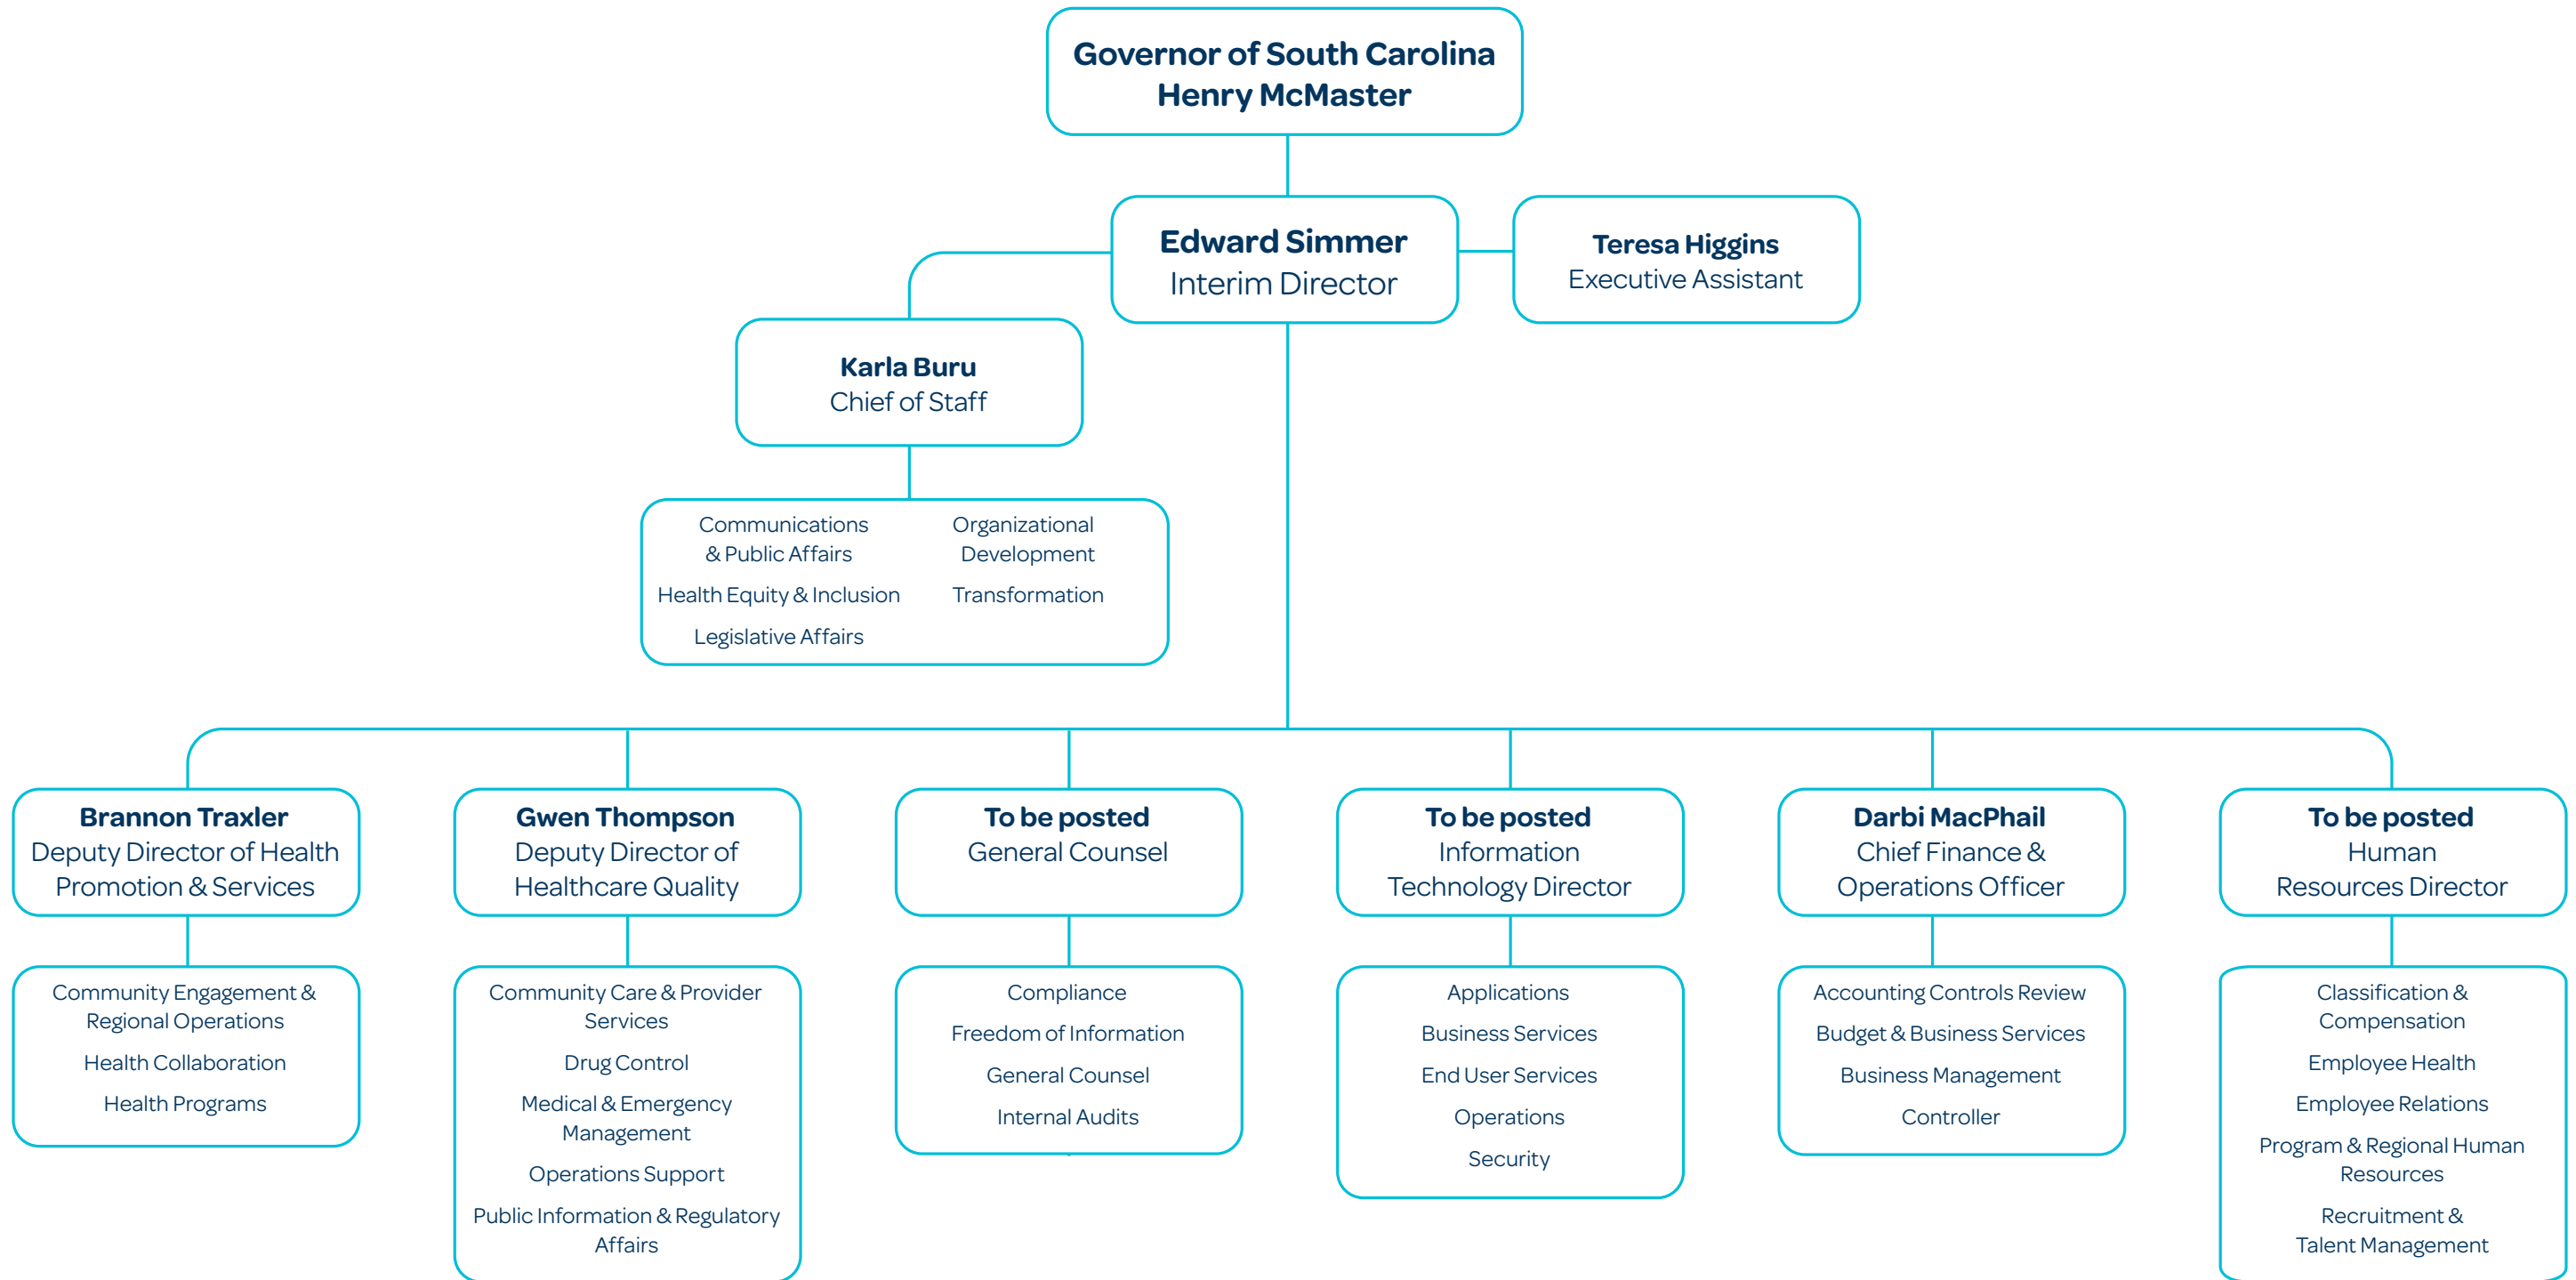 Governor of South Carolina
Henry McMaster
Edward Simmer
Interim Director
Teresa Higgins
Executive Assistant
Karla Buru
Chief of Staff
Communications
& Public Affairs
Health Equity & Inclusion
Legislative Affairs
Organizational
Development
Transformation
Brannon Traxler
Deputy Director of Health
Promotion & Services
Community Engagement &
Regional Operations
Health Collaboration
Health Programs
Gwen Thompson
Deputy Director of
Healthcare Quality
Community Care & Provider
Services
Drug Control
Medical & Emergency
Management
Operations Support
Public Information & Regulatory
Affairs
To be posted
General Counsel
Compliance
Freedom of Information
General Counsel
Internal Audits
To be posted
Information
Technology Director
Applications
Business Services
End User Services
Operations
Security
Darbi MacPhail
Chief Finance &
Operations Officer
Accounting Controls Review
Budget & Business Services
Business Management
Controller
To be posted
Human
Resources Director
Classification &
Compensation
Employee Health
Employee Relations
Program & Regional Human
Resources
Recruitment &
Talent Management